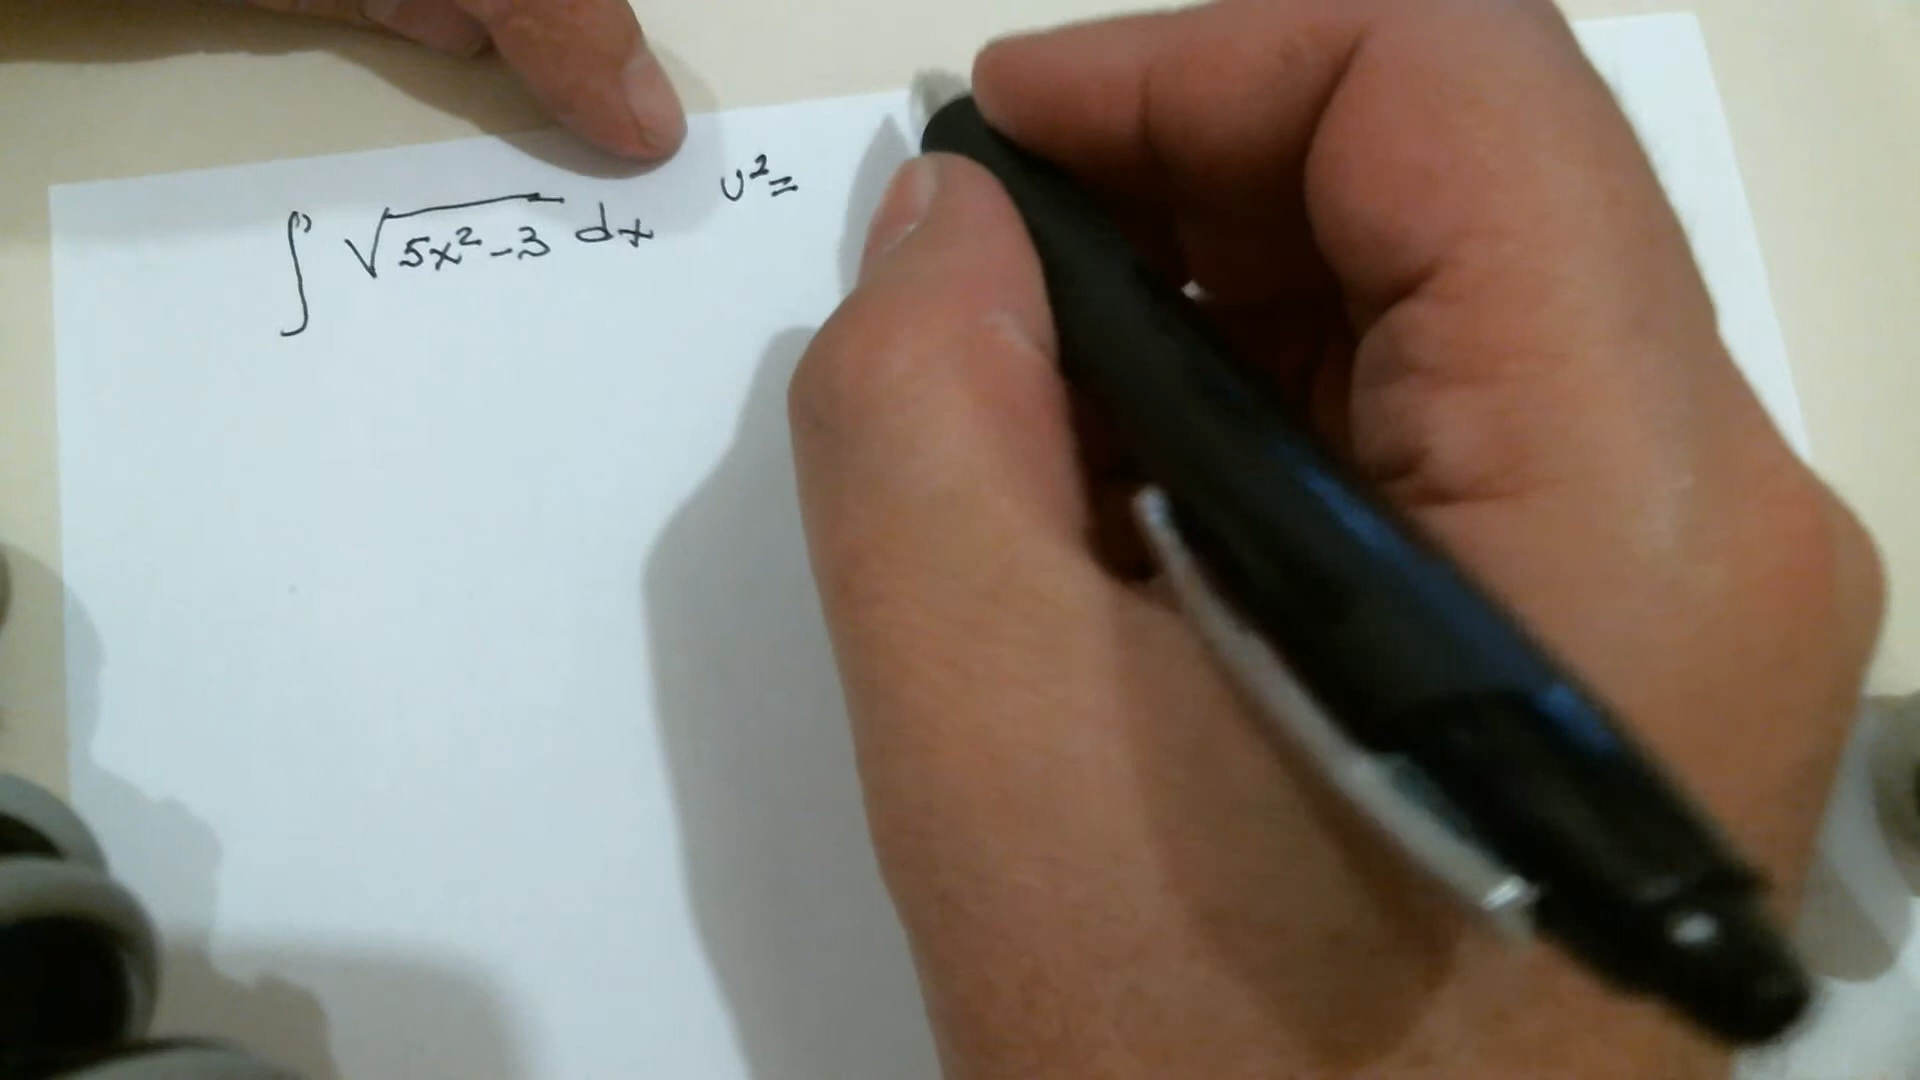 ∫ √(5x²-3) dx u²=